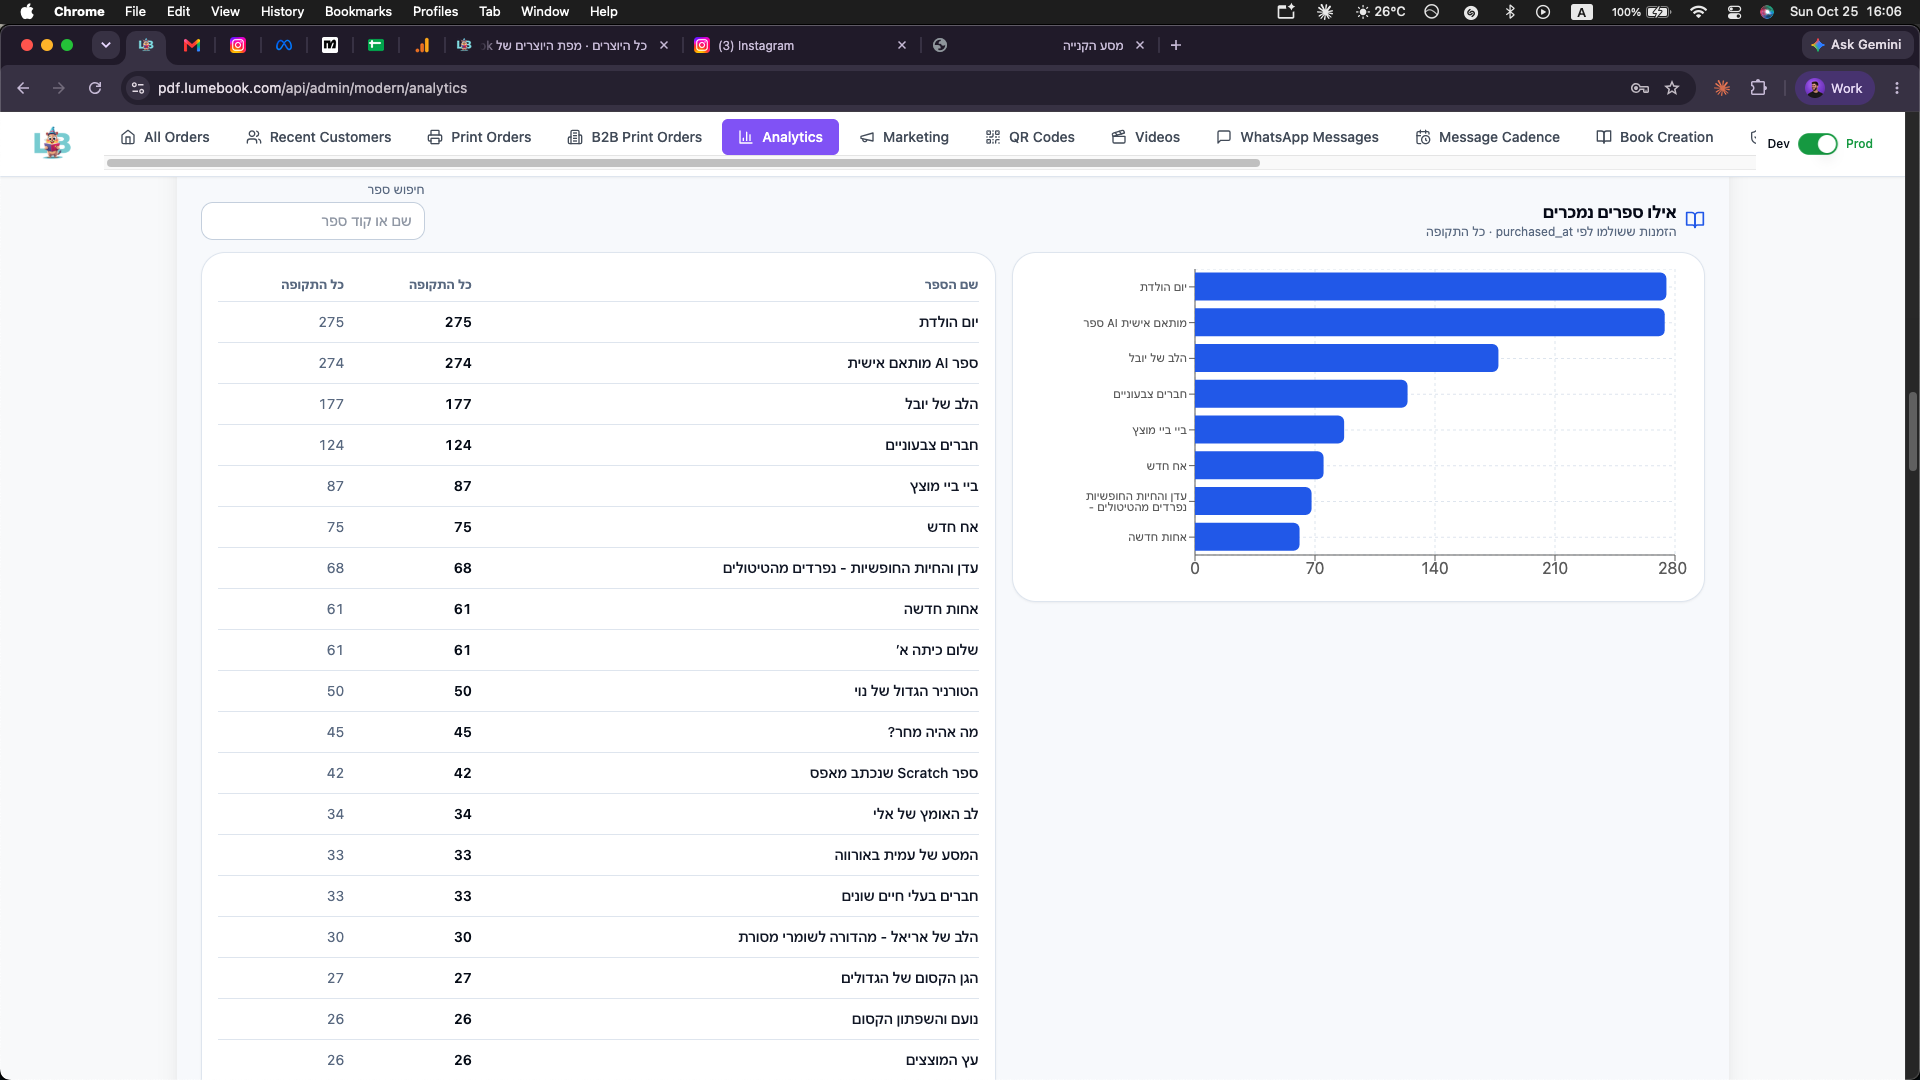 Chrome File Edit View History Bookmarks Profiles Tab Window Help
26°C A 100% Sun Oct 25 16:06
כל היוצרים · מפת היוצרים של
(3) Instagram
מסע הקנייה
Ask Gemini
pdf.lumebook.com/api/admin/modern/analytics
Work
All Orders
Recent Customers
Print Orders
B2B Print Orders
Analytics
Marketing
QR Codes
Videos
WhatsApp Messages
Message Cadence
Book Creation
Dev
Prod
אילו ספרים נמכרים
הזמנות ששולמו לפי purchased_at · כל התקופה
חיפוש ספר
שם או קוד ספר
יום הולדת
מותאם אישית AI ספר
הלב של יובל
חברים צבעוניים
ביי ביי מוצץ
אח חדש
עדן והחיות החופשיות
נפרדים מהטיטולים -
אחות חדשה
0 70 140 210 280
שם הספר כל התקופה כל התקופה
יום הולדת 275 275
ספר AI מותאם אישית 274 274
הלב של יובל 177 177
חברים צבעוניים 124 124
ביי ביי מוצץ 87 87
אח חדש 75 75
עדן והחיות החופשיות - נפרדים מהטיטולים 68 68
אחות חדשה 61 61
שלום כיתה א' 61 61
הטורניר הגדול של נוי 50 50
מה אהיה מחר? 45 45
ספר Scratch שנכתב מאפס 42 42
לב האומץ של אלי 34 34
המסע של עמית באורווה 33 33
חברים בעלי חיים שונים 33 33
הלב של אריאל - מהדורה לשומרי מסורת 30 30
הגן הקסום של הגדולים 27 27
נועם והשפתון הקסום 26 26
עץ המוצצים 26 26